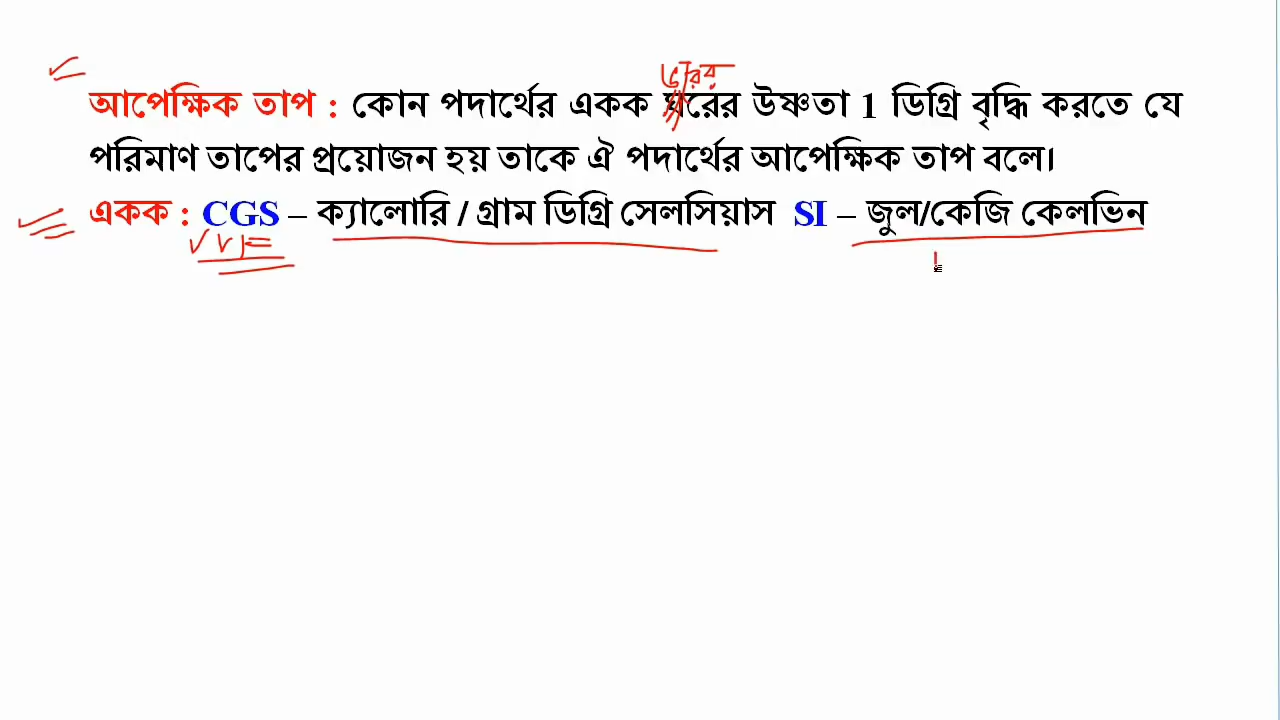 ভরের
আপেক্ষিক তাপ : কোন পদার্থের একক ঘরের উষ্ণতা 1 ডিগ্রি বৃদ্ধি করতে যে
পরিমাণ তাপের প্রয়োজন হয় তাকে ঐ পদার্থের আপেক্ষিক তাপ বলে।
একক : CGS – ক্যালোরি / গ্রাম ডিগ্রি সেলসিয়াস SI – জুল/কেজি কেলভিন